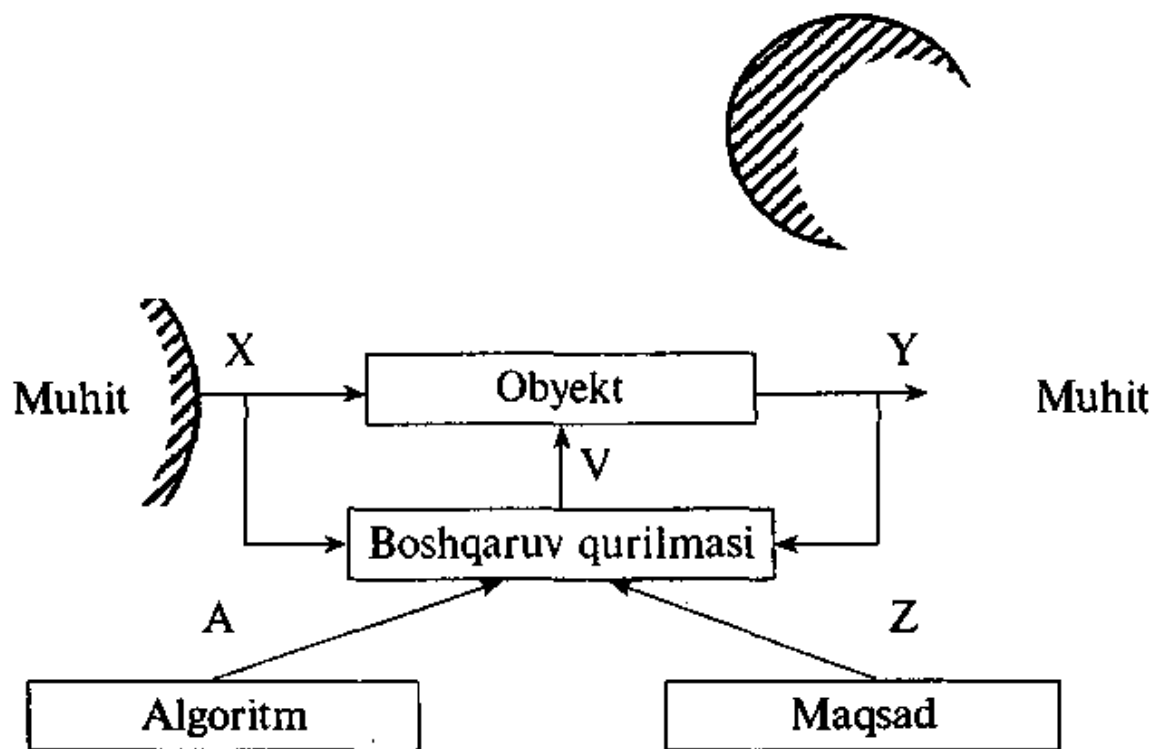 X
Y
Muhit
Obyekt
Muhit
V
Boshqaruv qurilmasi
A
Z
Algoritm
Maqsad